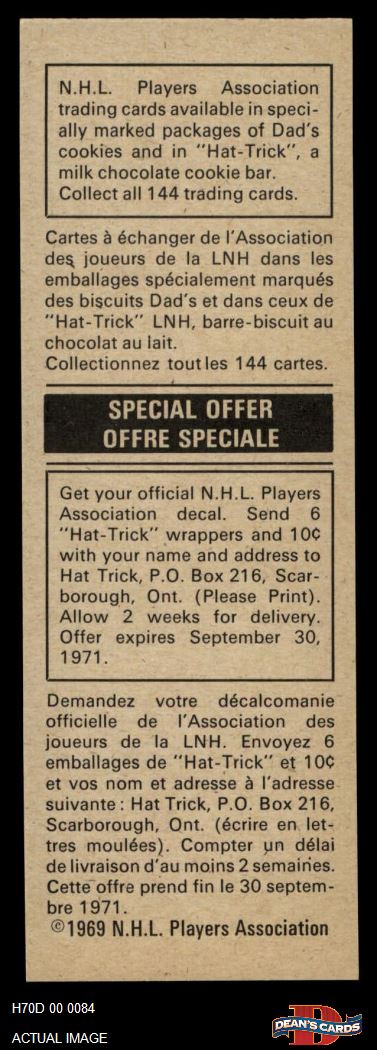 N.H.L. Players Association
trading cards available in speci-
ally marked packages of Dad's
cookies and in "Hat-Trick", a
milk chocolate cookie bar.
Collect all 144 trading cards.
Cartes à échanger de l'Association
des joueurs de la LNH dans les
emballages spécialement marqués
des biscuits Dad's et dans ceux de
"Hat-Trick" LNH, barre-biscuit au
chocolat au lait.
Collectionnez toutles 144 cartes.
SPECIAL OFFER
OFFRE SPECIALE
Get your official N.H.L. Players
Association decal. Send 6
"Hat-Trick" wrappers and 10¢
with your name and address to
Hat Trick, P.O. Box 216, Scar-
borough, Ont. (Please Print).
Allow 2 weeks for delivery.
Offer expires September 30,
1971.
Demandez votre décalcomanie
officielle de l'Association des
joueurs de la LNH. Envoyez 6
emballages de "Hat-Trick" et 10¢
et vos nom et adresse à l'adresse
suivante : Hat Trick, P.O. Box 216,
Scarborough, Ont. (écrire en let-
tres moulées). Compter un délai
de livraison d'au moins 2 semaines.
Cette offre prend fin le 30 septem-
bre 1971.
©1969 N.H.L. Players Association
H70D 00 0084
ACTUAL IMAGE
D
DEAN'S CARDS